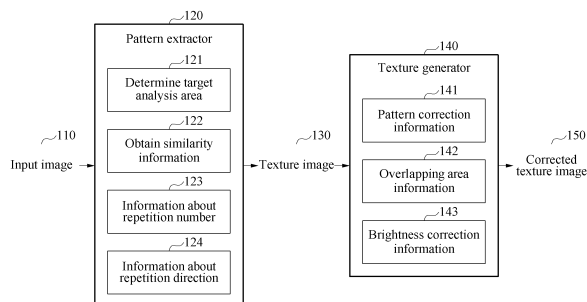 120
Pattern extractor
121
Determine target
analysis area
122
Obtain similarity
information
123
Information about
repetition number
124
Information about
repetition direction
110
Input image
130
Texture image
140
Texture generator
141
Pattern correction
information
142
Overlapping area
information
143
Brightness correction
information
150
Corrected
texture image